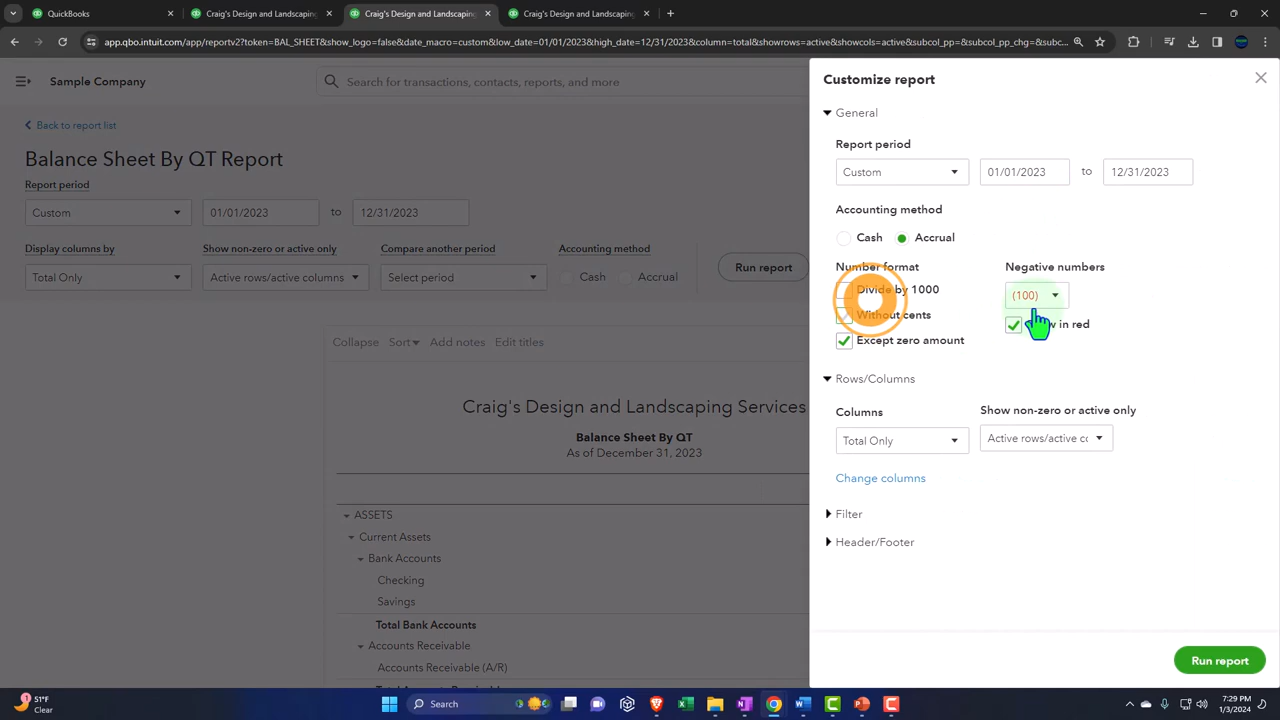 QuickBooks
Craig's Design and Landscaping
Craig's Design and Landscaping
Craig's Design and Landscaping
app.qbo.intuit.com/app/report2?token=BAL_SHEET&show_logo=false&date_macro=custom&low_date=01/01/2023&high_date=12/31/2023&column=total&showrows=active&showcols=active&subcol_pp=&subcol_pp_chg=&subc...
Sample Company
Search for transactions, contacts, reports, and more
Back to report list
Balance Sheet By QT Report
Report period
Custom
01/01/2023
to
12/31/2023
Display columns by
Show non-zero or active only
Compare another period
Accounting method
Total Only
Active rows/active columns
Select period
Cash
Accrual
Run report
Collapse
Sort
Add notes
Edit titles
Craig's Design and Landscaping Services
Balance Sheet By QT
As of December 31, 2023
ASSETS
Current Assets
Bank Accounts
Checking
Savings
Total Bank Accounts
Accounts Receivable
Accounts Receivable (A/R)
Customize report
General
Report period
Custom
01/01/2023
to
12/31/2023
Accounting method
Cash
Accrual
Number format
Negative numbers
Divide by 1000
(100)
Without cents
w in red
Except zero amount
Rows/Columns
Columns
Show non-zero or active only
Total Only
Active rows/active cc
Change columns
Filter
Header/Footer
Run report
1
51°F
Clear
Search
7:29 PM
1/3/2024